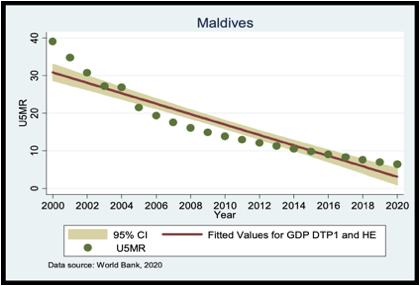 Maldives
U5MR
40
30
20
10
0
2000 2002 2004 2006 2008 2010 2012 2014 2016 2018 2020
Year
95% CI Fitted Values for GDP DTP1 and HE
U5MR
Data source: World Bank, 2020